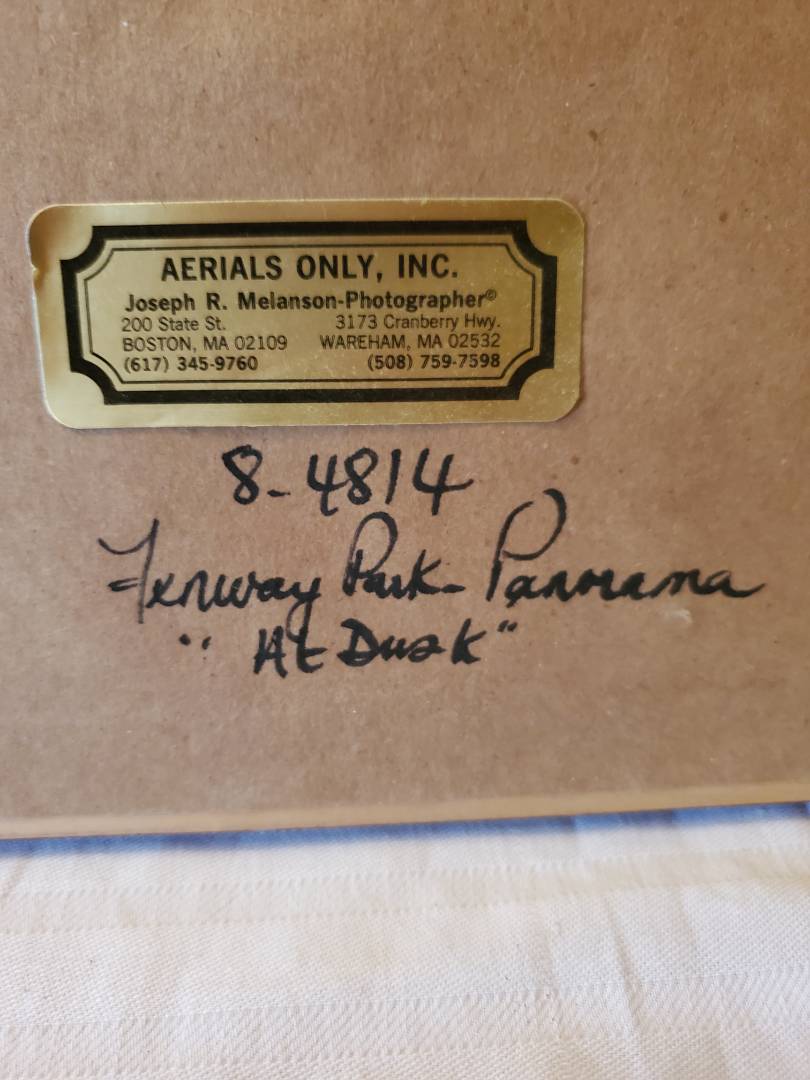 AERIALS ONLY, INC.
Joseph R. Melanson-Photographer©
200 State St. 3173 Cranberry Hwy.
BOSTON, MA 02109 WAREHAM, MA 02532
(617) 345-9760 (508) 759-7598
8-4814
Fenway Park- Panorama
"At Dusk"